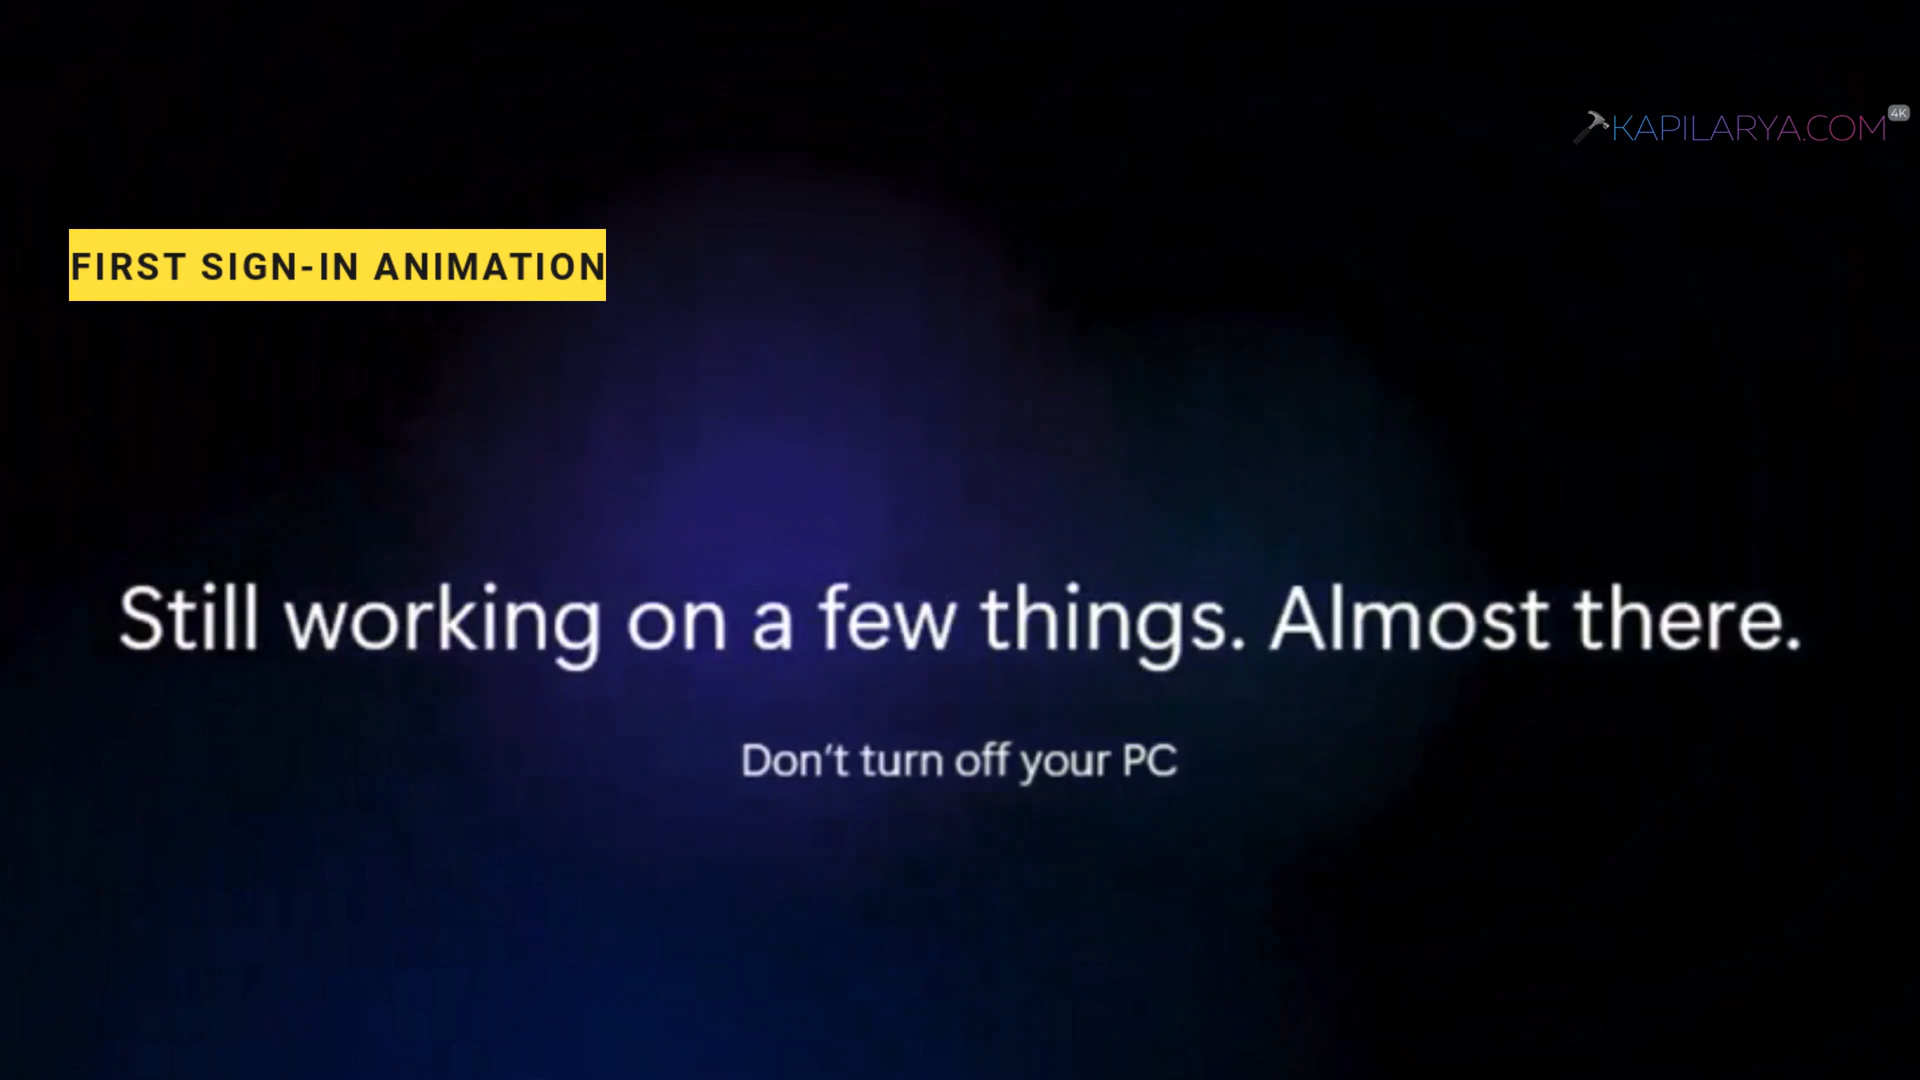 KAPILARYA.COM 4K
FIRST SIGN-IN ANIMATION
Still working on a few things. Almost there.
Don't turn off your PC